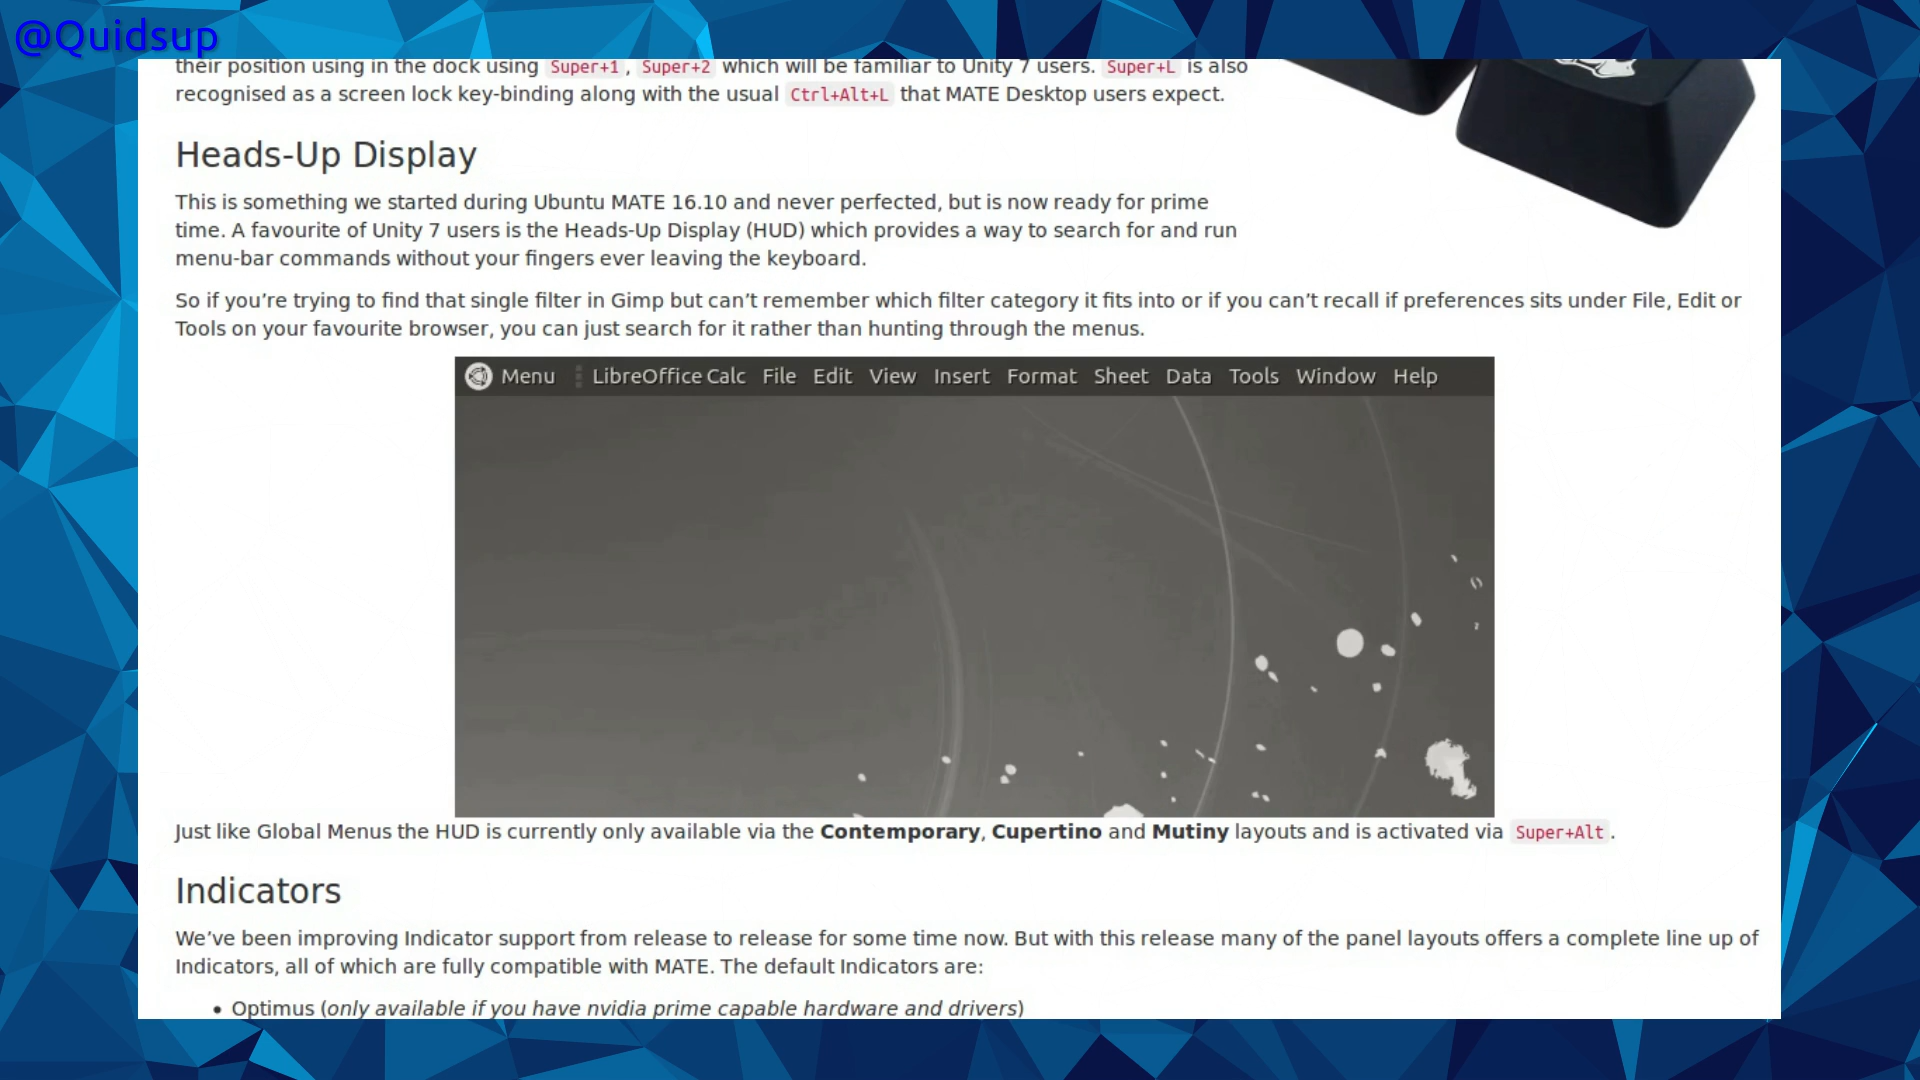 @Quidsup
their position using in the dock using Super+1, Super+2 which will be familiar to Unity 7 users. Super+L is also
recognised as a screen lock key-binding along with the usual Ctrl+Alt+L that MATE Desktop users expect.
Heads-Up Display
This is something we started during Ubuntu MATE 16.10 and never perfected, but is now ready for prime
time. A favourite of Unity 7 users is the Heads-Up Display (HUD) which provides a way to search for and run
menu-bar commands without your fingers ever leaving the keyboard.
So if you’re trying to find that single filter in Gimp but can’t remember which filter category it fits into or if you can’t recall if preferences sits under File, Edit or
Tools on your favourite browser, you can just search for it rather than hunting through the menus.
Menu LibreOffice Calc File Edit View Insert Format Sheet Data Tools Window Help
Just like Global Menus the HUD is currently only available via the Contemporary, Cupertino and Mutiny layouts and is activated via Super+Alt.
Indicators
We’ve been improving Indicator support from release to release for some time now. But with this release many of the panel layouts offers a complete line up of
Indicators, all of which are fully compatible with MATE. The default Indicators are:
• Optimus (only available if you have nvidia prime capable hardware and drivers)